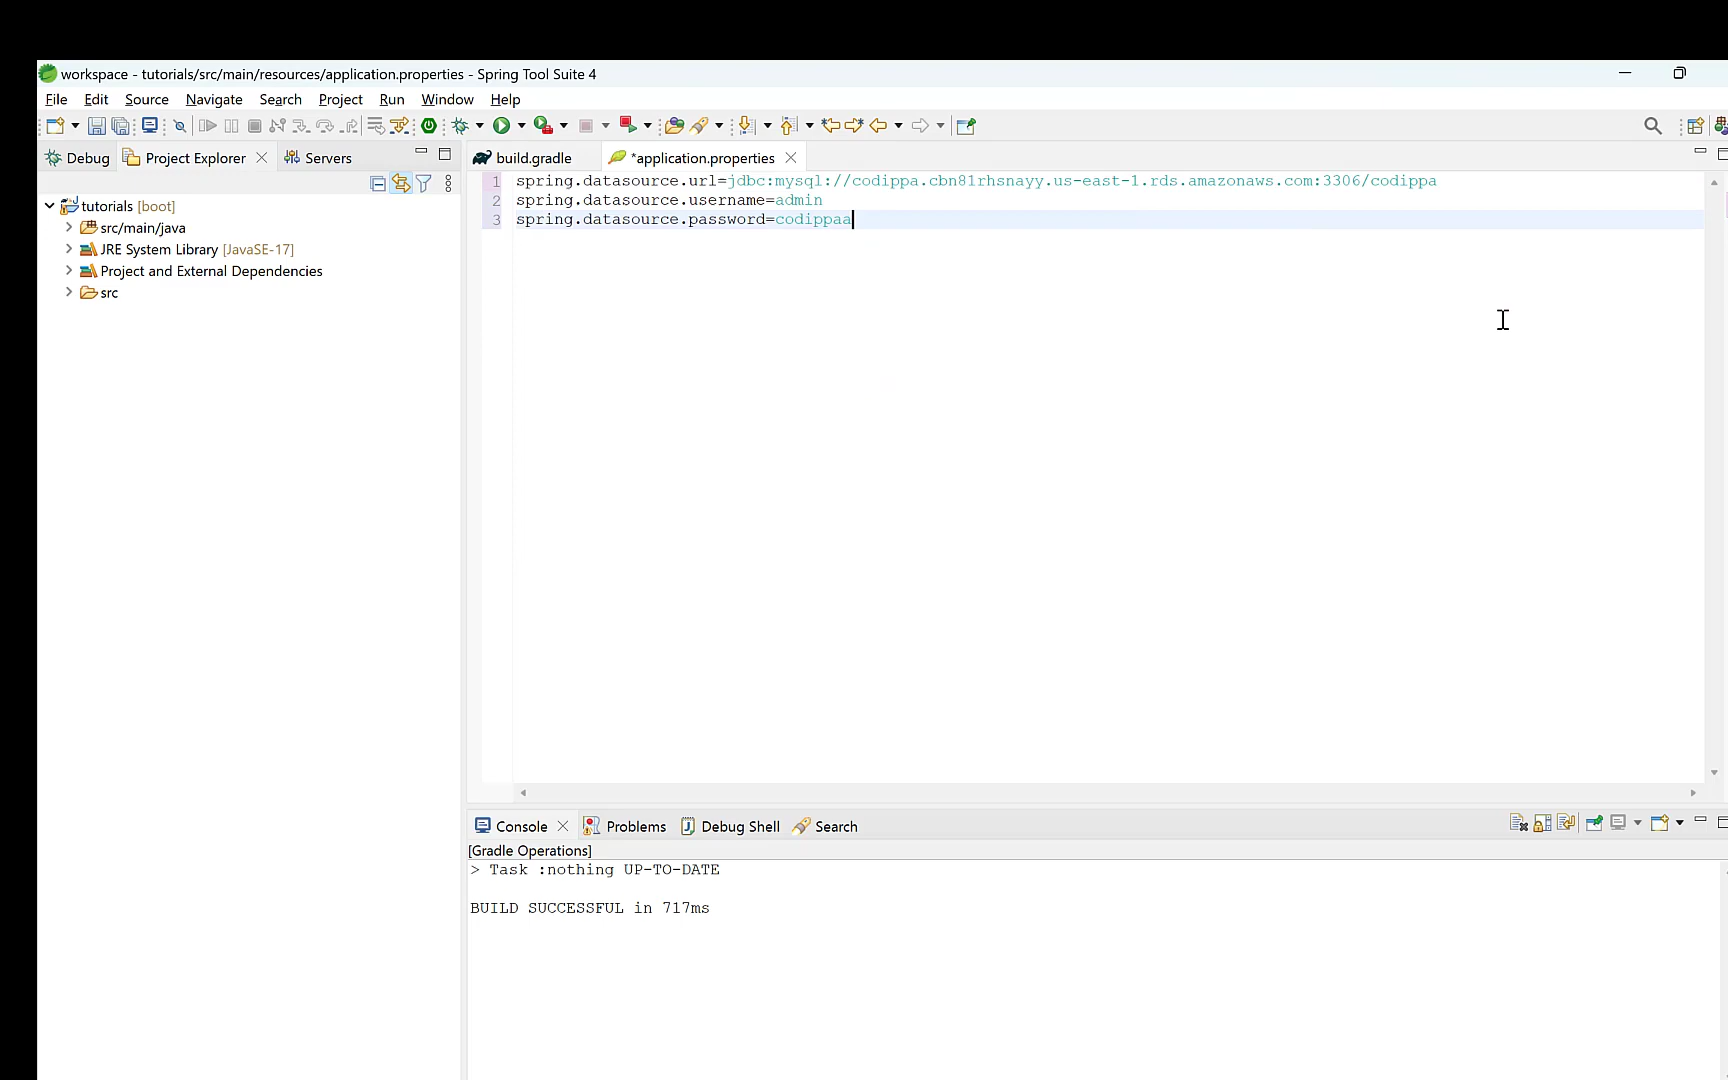 workspace - tutorials/src/main/resources/application.properties - Spring Tool Suite 4
File Edit Source Navigate Search Project Run Window Help
Debug Project Explorer Servers
build.gradle *application.properties
1 spring.datasource.url=jdbc:mysql://codippa.cbn81rhsnayy.us-east-1.rds.amazonaws.com:3306/codippa
2 spring.datasource.username=admin
3 spring.datasource.password=codippaa
tutorials [boot]
src/main/java
JRE System Library [JavaSE-17]
Project and External Dependencies
src
Console Problems Debug Shell Search
[Gradle Operations]
> Task :nothing UP-TO-DATE
BUILD SUCCESSFUL in 717ms